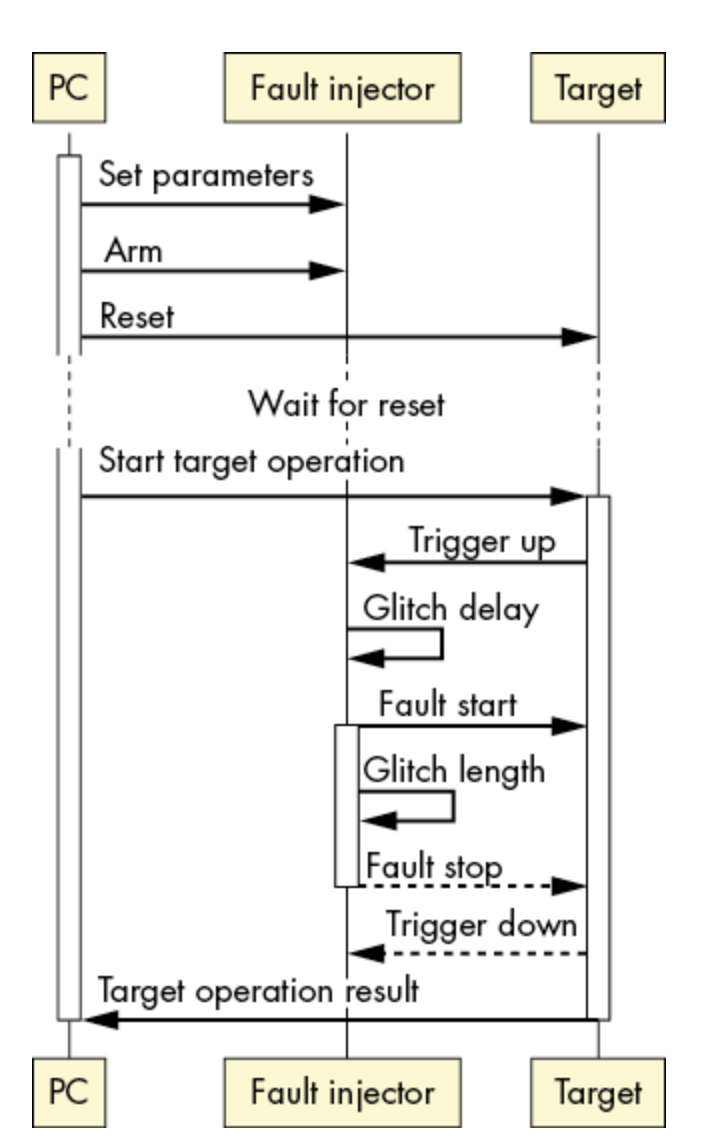 PC
Fault injector
Target
Set parameters
Arm
Reset
Wait for reset
Start target operation
Trigger up
Glitch delay
Fault start
Glitch length
Fault stop
Trigger down
Target operation result
PC
Fault injector
Target